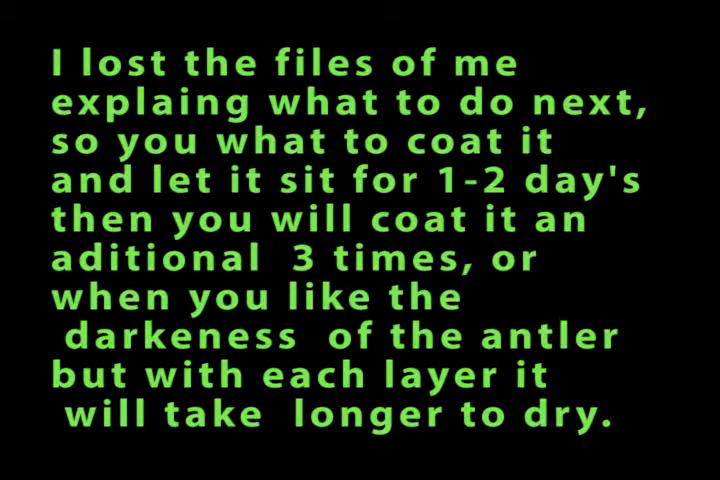 I lost the files of me
explaing what to do next,
so you what to coat it
and let it sit for 1-2 day's
then you will coat it an
aditional 3 times, or
when you like the
darkeness of the antler
but with each layer it
will take longer to dry.